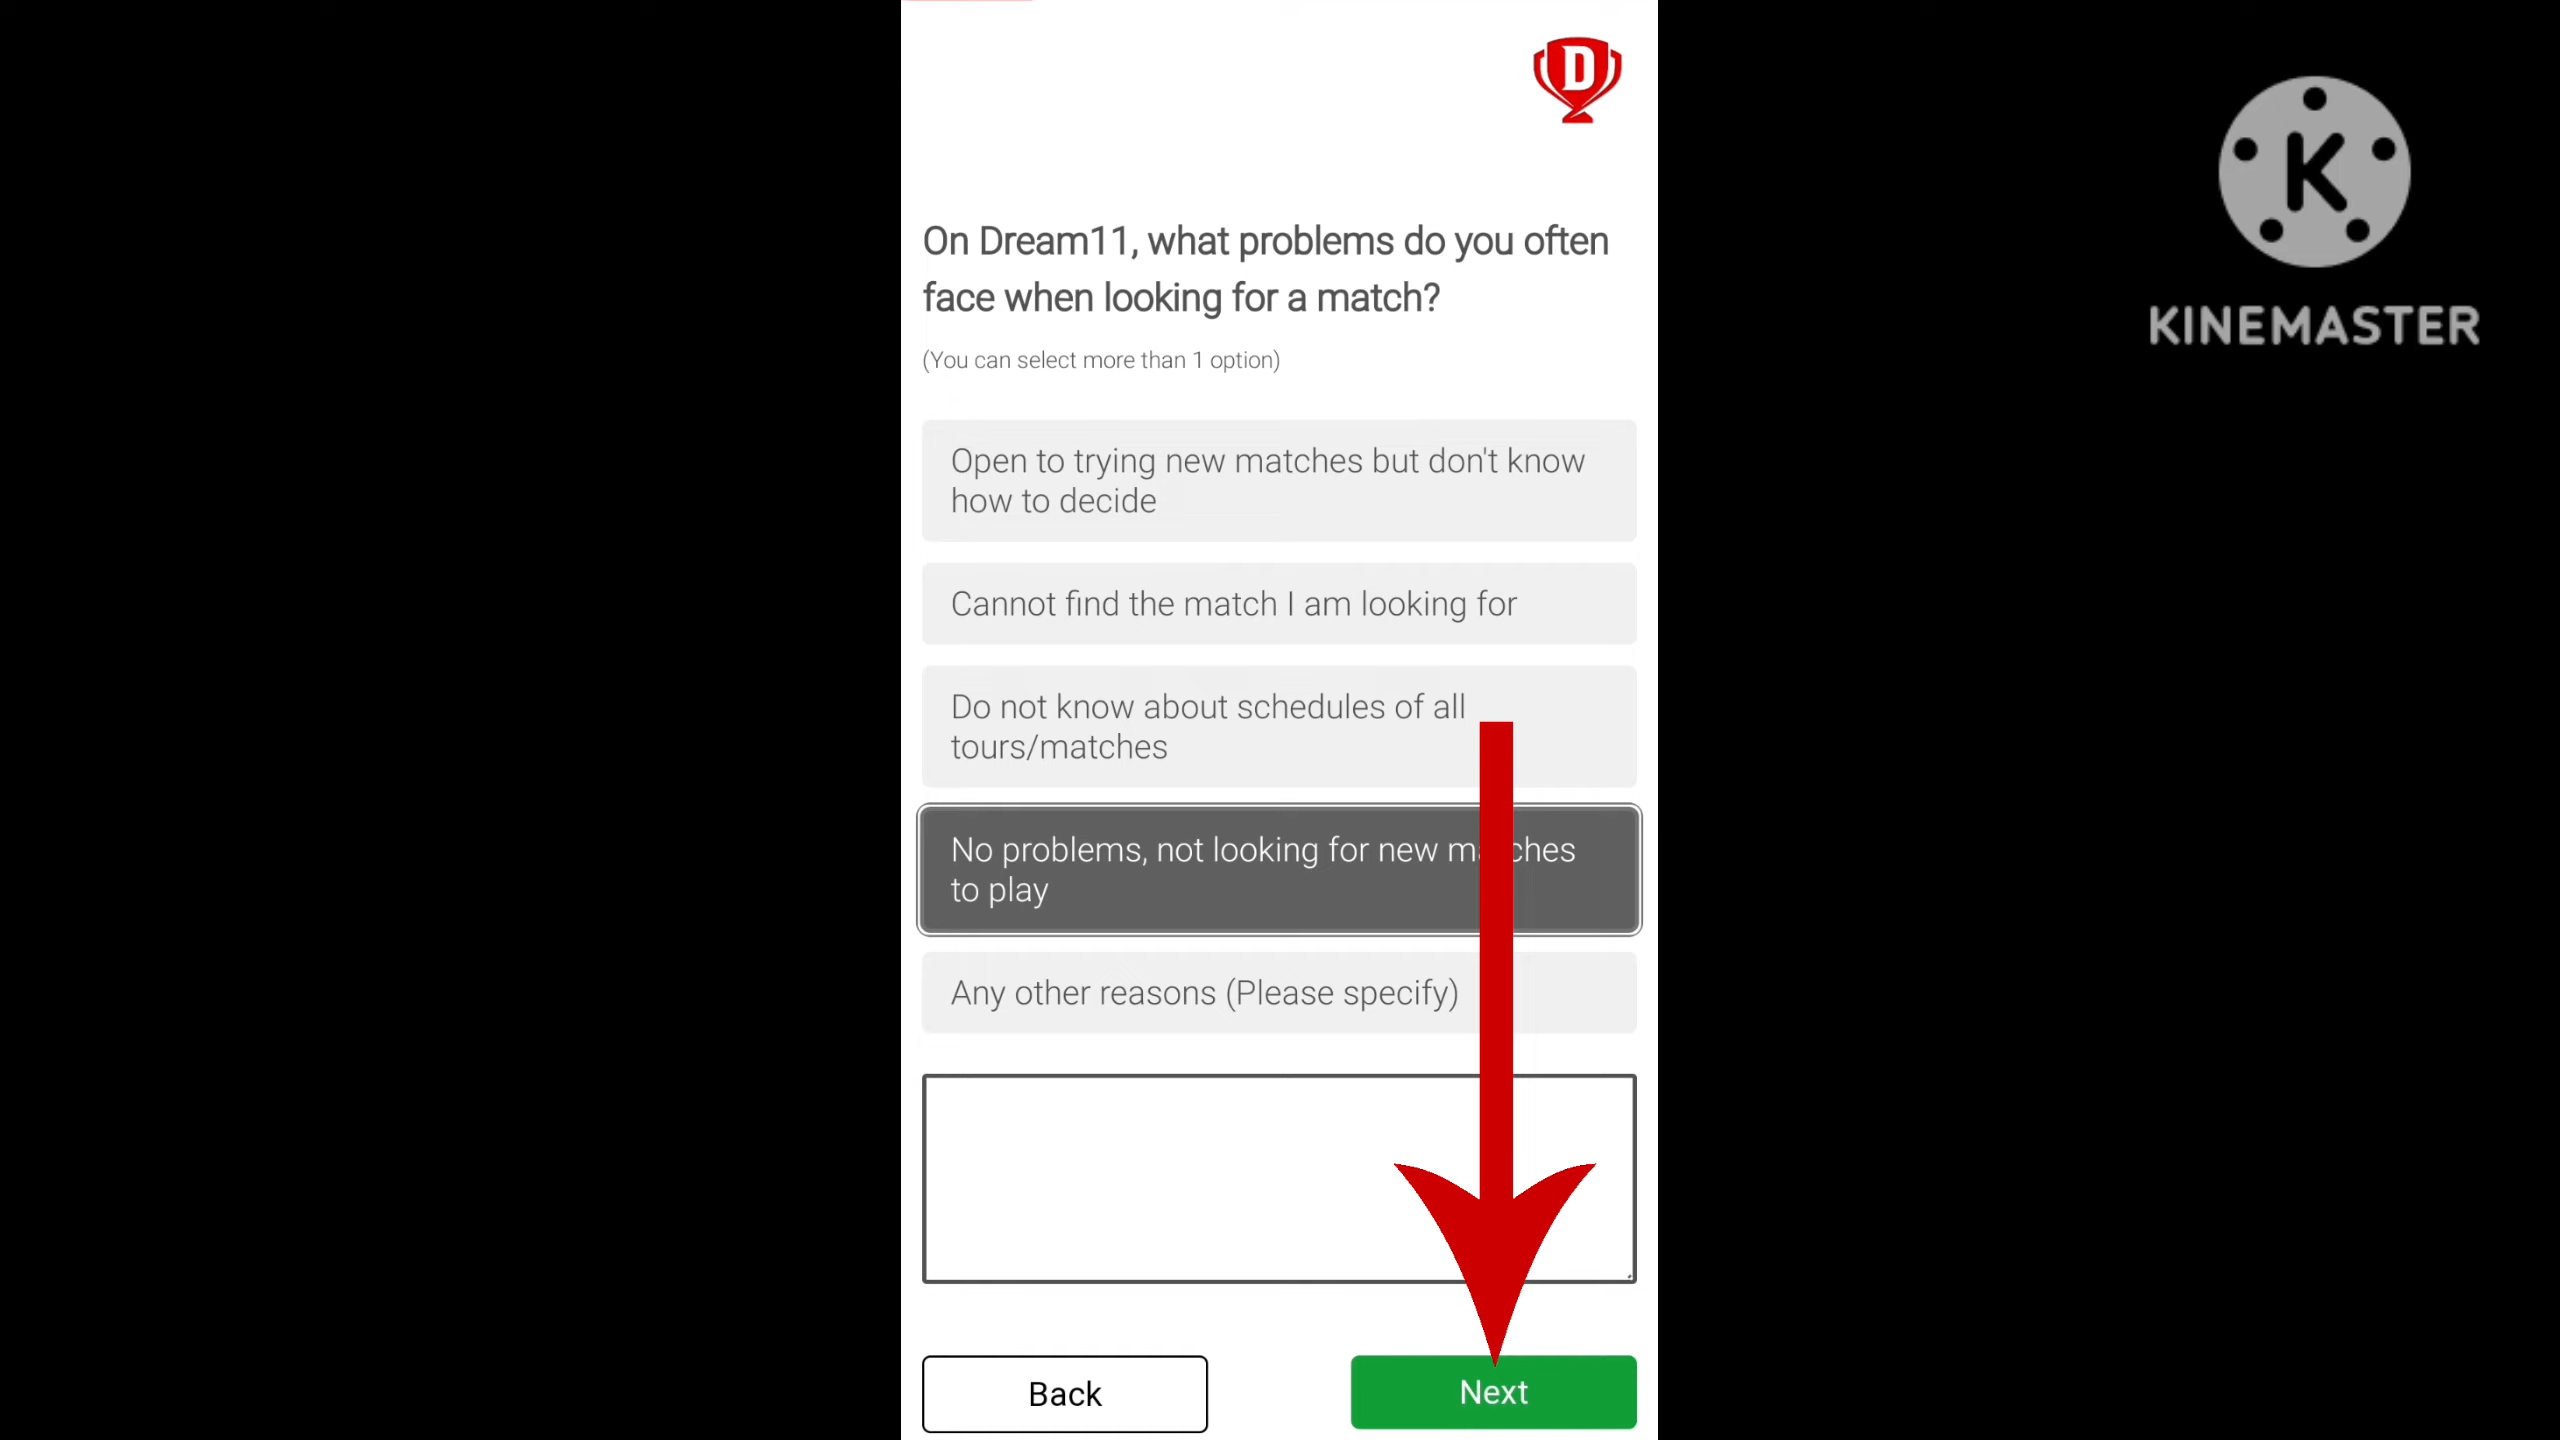 D
K
KINEMASTER
On Dream11, what problems do you often
face when looking for a match?
(You can select more than 1 option)
Open to trying new matches but don't know
how to decide
Cannot find the match I am looking for
Do not know about schedules of all
tours/matches
No problems, not looking for new matches
to play
Any other reasons (Please specify)
Back
Next